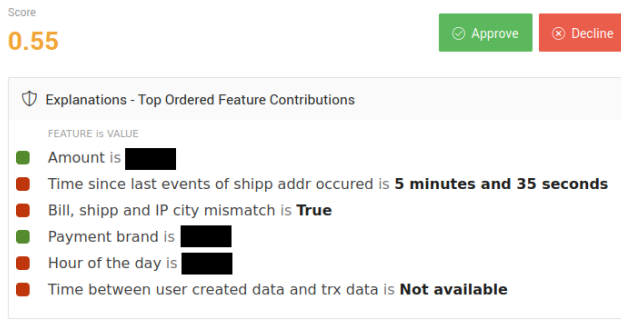 Score
0.55
Approve
Decline
Explanations - Top Ordered Feature Contributions
FEATURE is VALUE
Amount is
Time since last events of shipp addr occured is 5 minutes and 35 seconds
Bill, shipp and IP city mismatch is True
Payment brand is
Hour of the day is
Time between user created data and trx data is Not available